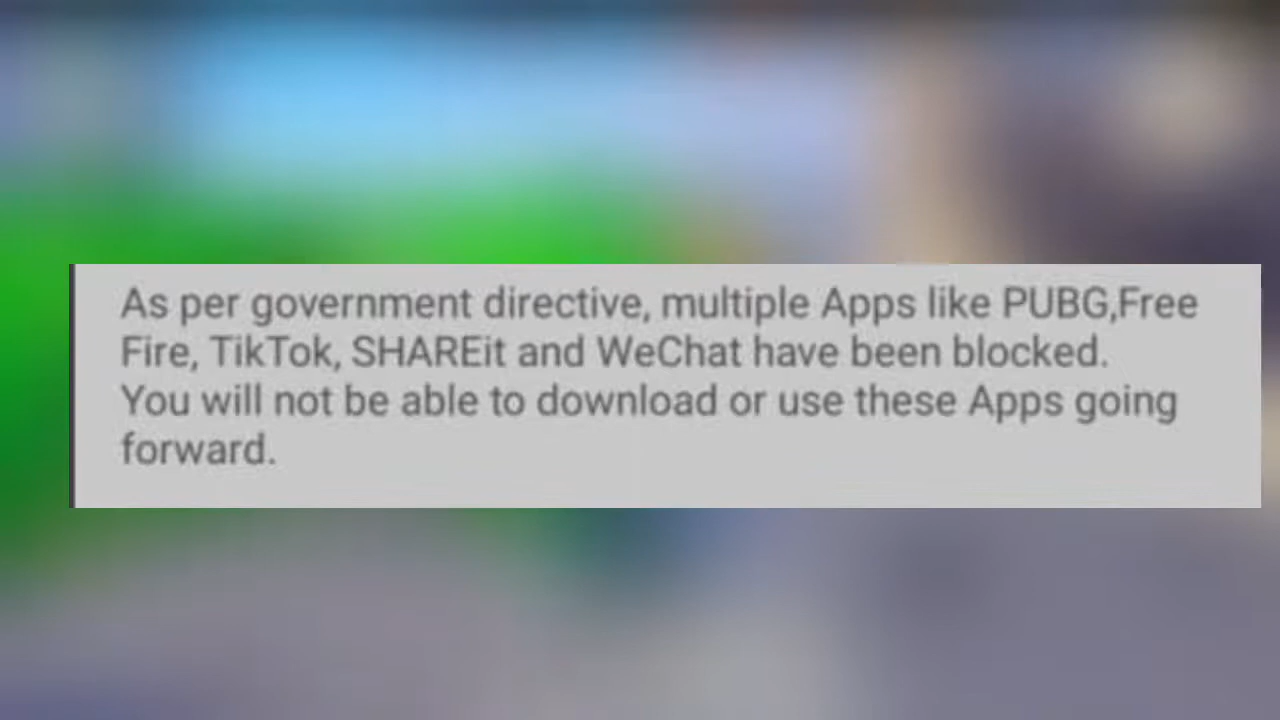 As per government directive, multiple Apps like PUBG,Free
Fire, TikTok, SHAREit and WeChat have been blocked.
You will not be able to download or use these Apps going
forward.